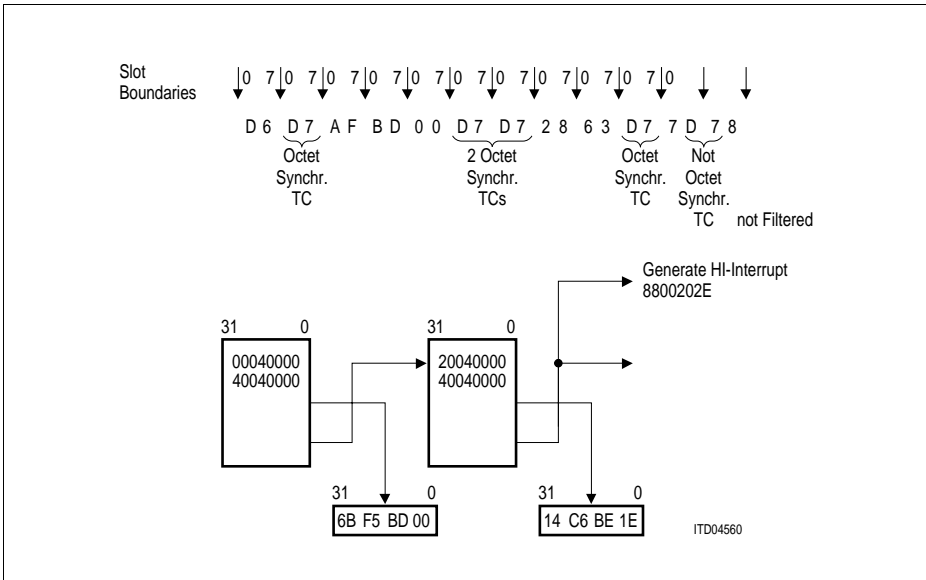 Slot
Boundaries
0 7 0 7 0 7 0 7 0 7 0 7 0 7 0 7 0 7 0 7 0
D 6 D 7 A F B D 0 0 D 7 D 7 2 8 6 3 D 7 7 D 7 8
Octet
Synchr.
TC
2 Octet
Synchr.
TCs
Octet
Synchr.
TC
Not
Octet
Synchr.
TC not Filtered
Generate HI-Interrupt
8800202E
31 0
00040000
40040000
31 0
20040000
40040000
31 0
6B F5 BD 00
31 0
14 C6 BE 1E
ITD04560